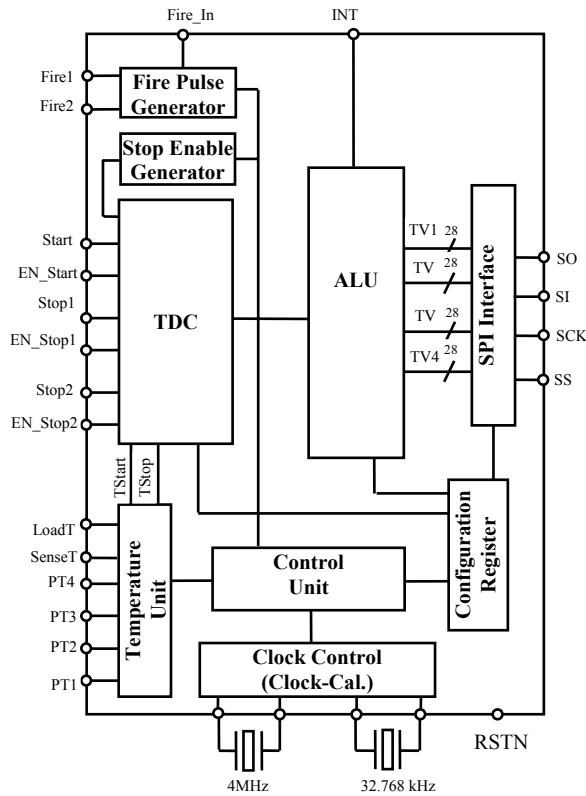 Fire_In
INT
Fire1
Fire2
Fire Pulse
Generator
Stop Enable
Generator
Start
EN_Start
Stop1
EN_Stop1
Stop2
EN_Stop2
TDC
ALU
TV1 28
TV 28
TV 28
TV4 28
SPI Interface
SO
SI
SCK
SS
TStart
TStop
LoadT
SenseT
PT4
PT3
PT2
PT1
Temperature
Unit
Control
Unit
Configuration
Register
Clock Control
(Clock-Cal.)
RSTN
4MHz
32.768 kHz